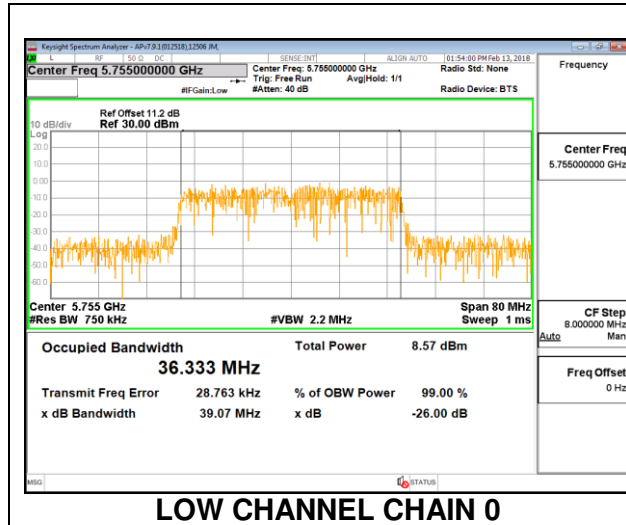 Keysight Spectrum Analyzer - APv7.9.1(012518),12506 JM,
L RF 50 Ω DC SENSE:INT ALIGN AUTO 01:54:00 PM Feb 13, 2018
Center Freq 5.755000000 GHz Center Freq: 5.755000000 GHz Radio Std: None Frequency
Trig: Free Run Avg|Hold: 1/1
#IFGain:Low #Atten: 40 dB Radio Device: BTS
Ref Offset 11.2 dB
10 dB/div Ref 30.00 dBm
Log
20.0
10.0
0.00
-10.0
-20.0
-30.0
-40.0
-50.0
-60.0
Center Freq
5.755000000 GHz
Center 5.755 GHz Span 80 MHz
#Res BW 750 kHz #VBW 2.2 MHz Sweep 1 ms
CF Step
8.000000 MHz
Auto Man
Occupied Bandwidth Total Power 8.57 dBm
36.333 MHz
Freq Offset
0 Hz
Transmit Freq Error 28.763 kHz % of OBW Power 99.00 %
x dB Bandwidth 39.07 MHz x dB -26.00 dB
MSG STATUS
LOW CHANNEL CHAIN 0